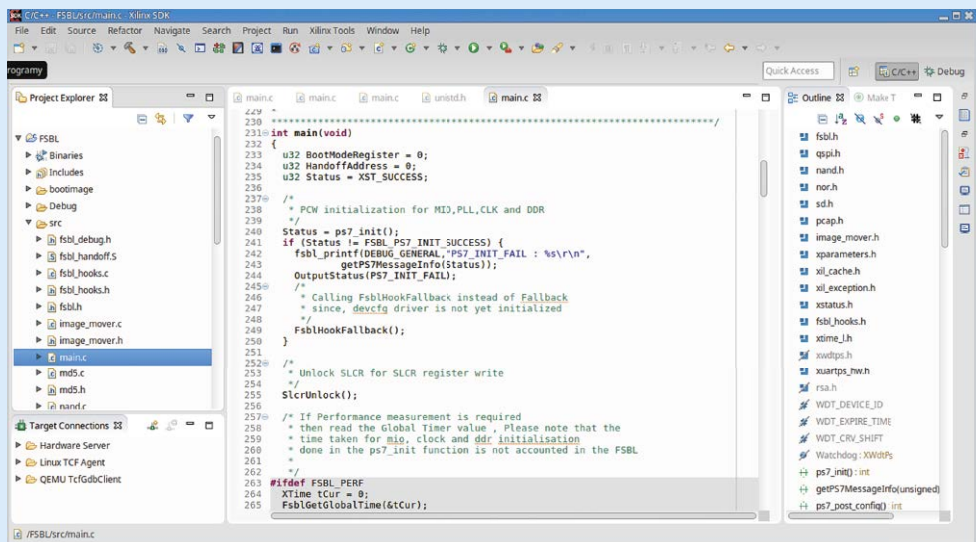 C/C++ - FSBL/src/main.c - Xilinx SDK
File Edit Source Refactor Navigate Search Project Run Xilinx Tools Window Help
rogramy
Quick Access
C/C++ Debug
Project Explorer
FSBL
Binaries
Includes
bootimage
Debug
src
fsbl_debug.h
fsbl_handoff.S
fsbl_hooks.c
fsbl_hooks.h
fsbl.h
image_mover.c
image_mover.h
main.c
md5.c
md5.h
nand.c
Target Connections
Hardware Server
Linux TCF Agent
QEMU TcfGdbClient
main.c main.c main.c unistd.h main.c
229 *
230 ******************************************************************************/
231 int main(void)
232 {
233 u32 BootModeRegister = 0;
234 u32 HandoffAddress = 0;
235 u32 Status = XST_SUCCESS;
236
237 /*
238 * PCW initialization for MIO,PLL,CLK and DDR
239 */
240 Status = ps7_init();
241 if (Status != FSBL_PS7_INIT_SUCCESS) {
242 fsbl_printf(DEBUG_GENERAL,"PS7_INIT_FAIL : %s\r\n",
243 getPS7MessageInfo(Status));
244 OutputStatus(PS7_INIT_FAIL);
245 /*
246 * Calling FsblHookFallback instead of Fallback
247 * since, devcfg driver is not yet initialized
248 */
249 FsblHookFallback();
250 }
251
252 /*
253 * Unlock SLCR for SLCR register write
254 */
255 SlcrUnlock();
256
257 /* If Performance measurement is required
258 * then read the Global Timer value , Please note that the
259 * time taken for mio, clock and ddr initialisation
260 * done in the ps7_init function is not accounted in the FSBL
261 *
262 */
263 #ifdef FSBL_PERF
264 XTime tCur = 0;
265 FsblGetGlobalTime(&tCur);
Outline Make T
fsbl.h
qspi.h
nand.h
nor.h
sd.h
pcap.h
image_mover.h
xparameters.h
xil_cache.h
xil_exception.h
xstatus.h
fsbl_hooks.h
xtime_l.h
xwdtps.h
xuartps_hw.h
rsa.h
WDT_DEVICE_ID
WDT_EXPIRE_TIME
WDT_CRV_SHIFT
Watchdog : XWdtPs
ps7_init() : int
getPS7MessageInfo(unsigned)
ps7_post_config() : int
/FSBL/src/main.c